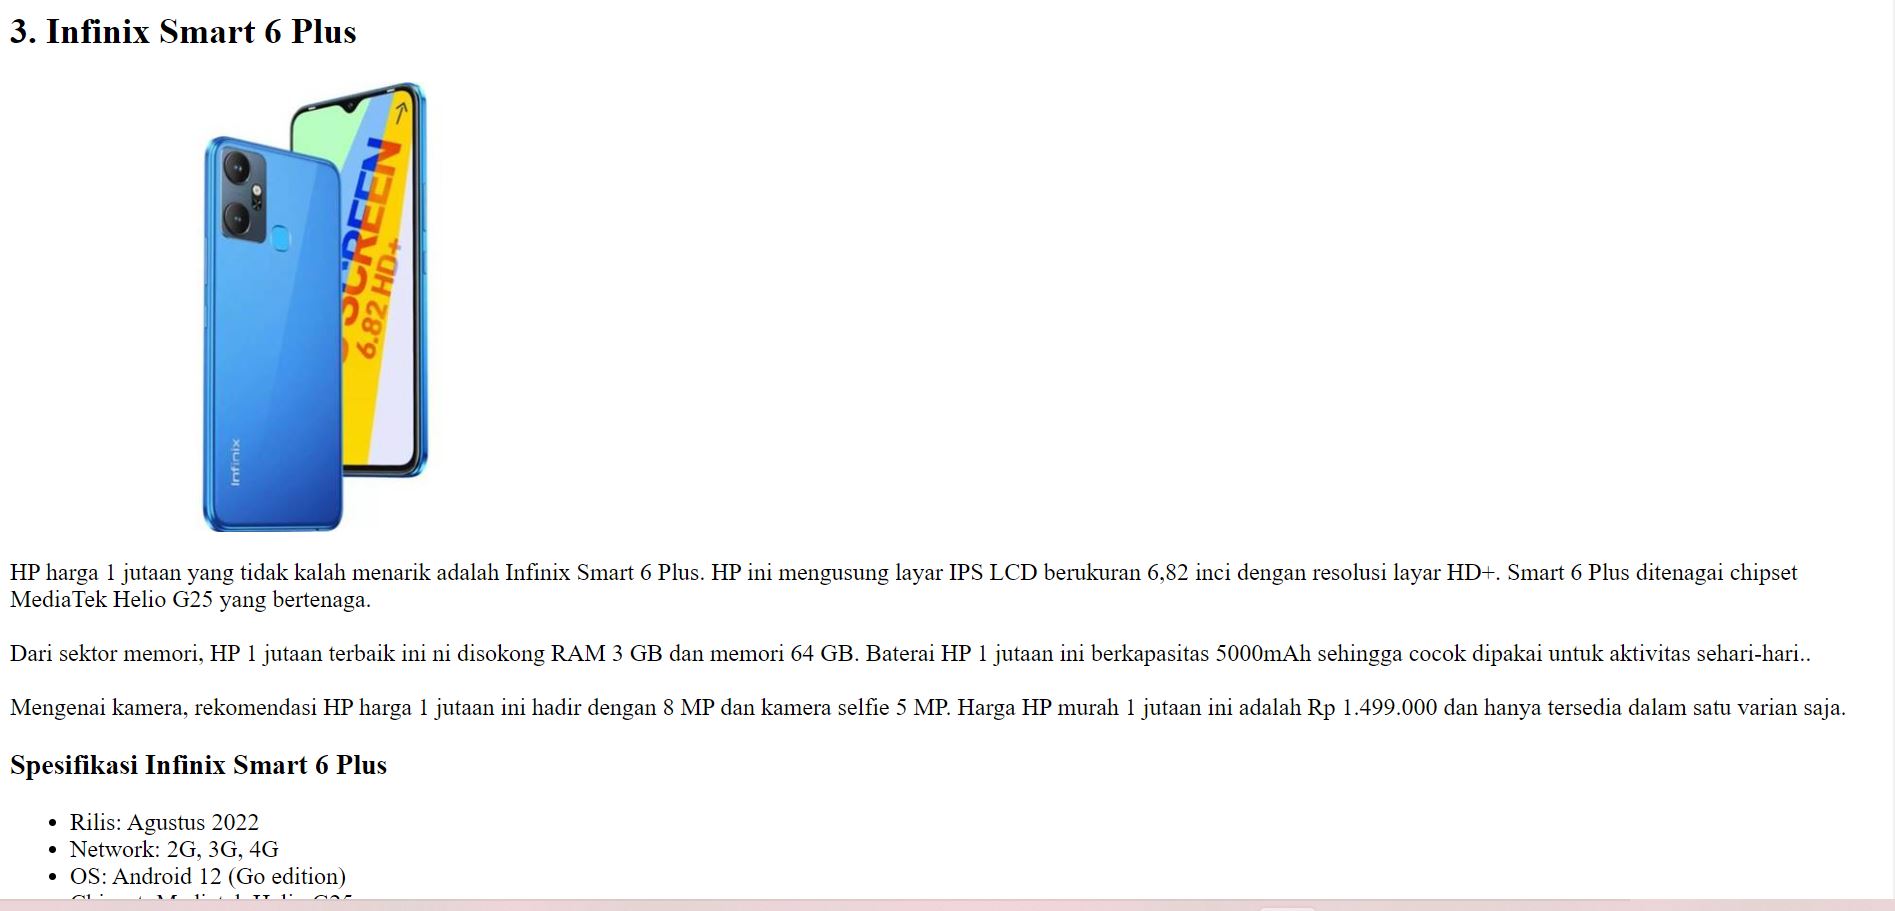 3. Infinix Smart 6 Plus
SCREEN
6.82 HD+
Infinix
HP harga 1 jutaan yang tidak kalah menarik adalah Infinix Smart 6 Plus. HP ini mengusung layar IPS LCD berukuran 6,82 inci dengan resolusi layar HD+. Smart 6 Plus ditenagai chipset
MediaTek Helio G25 yang bertenaga.
Dari sektor memori, HP 1 jutaan terbaik ini ni disokong RAM 3 GB dan memori 64 GB. Baterai HP 1 jutaan ini berkapasitas 5000mAh sehingga cocok dipakai untuk aktivitas sehari-hari..
Mengenai kamera, rekomendasi HP harga 1 jutaan ini hadir dengan 8 MP dan kamera selfie 5 MP. Harga HP murah 1 jutaan ini adalah Rp 1.499.000 dan hanya tersedia dalam satu varian saja.
Spesifikasi Infinix Smart 6 Plus
• Rilis: Agustus 2022
• Network: 2G, 3G, 4G
• OS: Android 12 (Go edition)